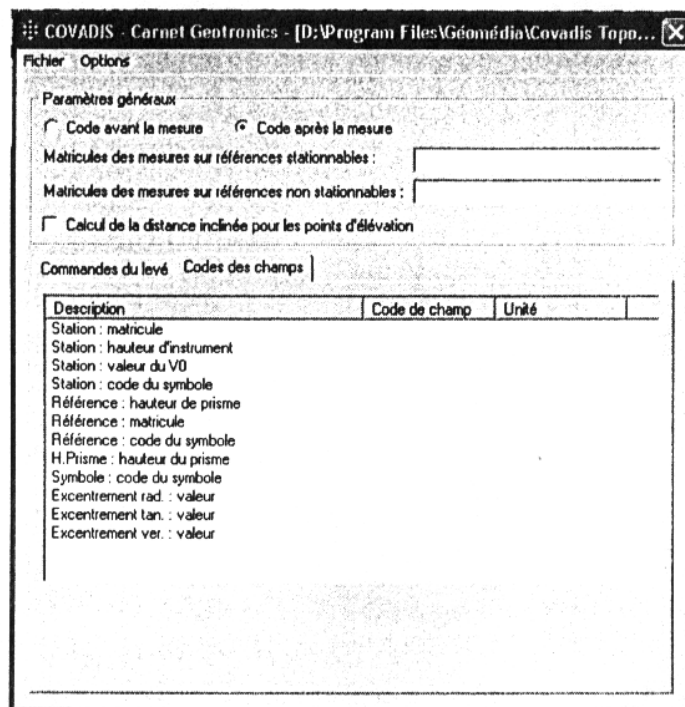 COVADIS - Carnet Geotronics - [D:\Program Files\Géomédia\Covadis Topo...
Fichier Options
Paramètres généraux
Code avant la mesure Code après la mesure
Matricules des mesures sur références stationnables :
Matricules des mesures sur références non stationnables :
Calcul de la distance inclinée pour les points d'élévation
Commandes du levé Codes des champs
Description Code de champ Unité
Station : matricule
Station : hauteur d'instrument
Station : valeur du V0
Station : code du symbole
Référence : hauteur de prisme
Référence : matricule
Référence : code du symbole
H.Prisme : hauteur du prisme
Symbole : code du symbole
Excentrement rad. : valeur
Excentrement tan. : valeur
Excentrement ver. : valeur